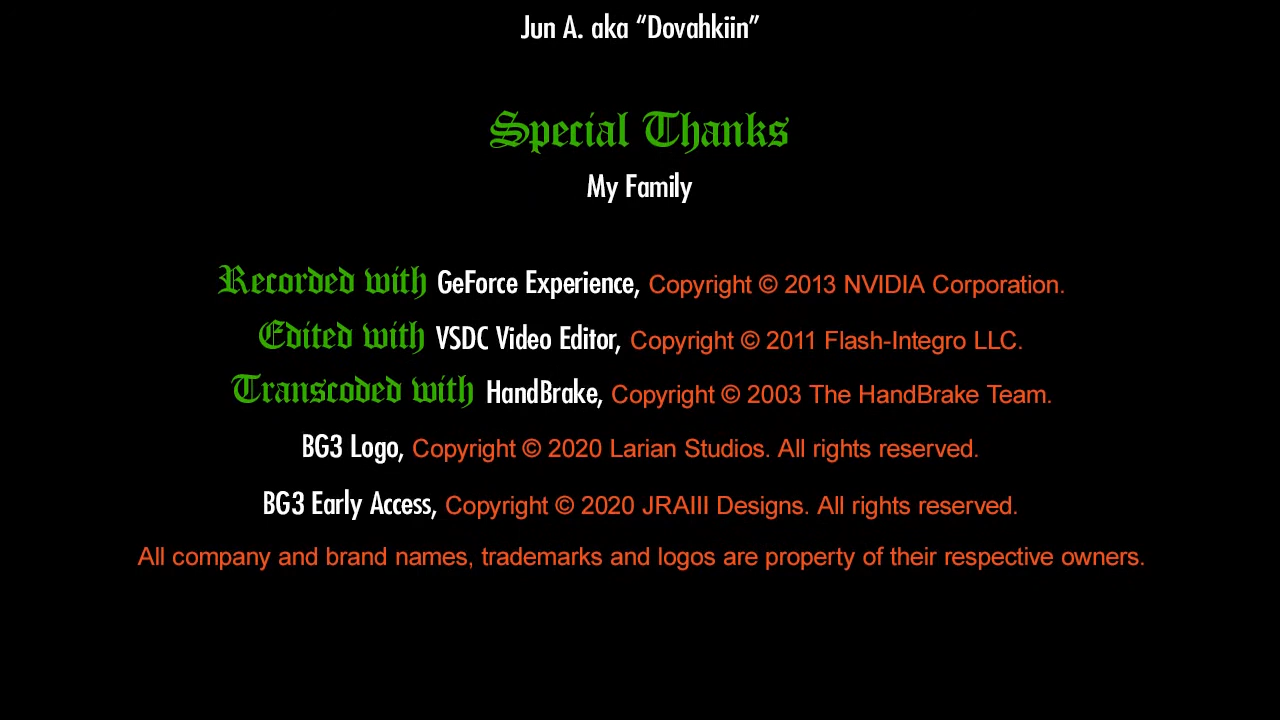 Jun A. aka “Dovahkiin”
Special Thanks
My Family
Recorded with GeForce Experience, Copyright © 2013 NVIDIA Corporation.
Edited with VSDC Video Editor, Copyright © 2011 Flash-Integro LLC.
Transcoded with HandBrake, Copyright © 2003 The HandBrake Team.
BG3 Logo, Copyright © 2020 Larian Studios. All rights reserved.
BG3 Early Access, Copyright © 2020 JRAIII Designs. All rights reserved.
All company and brand names, trademarks and logos are property of their respective owners.